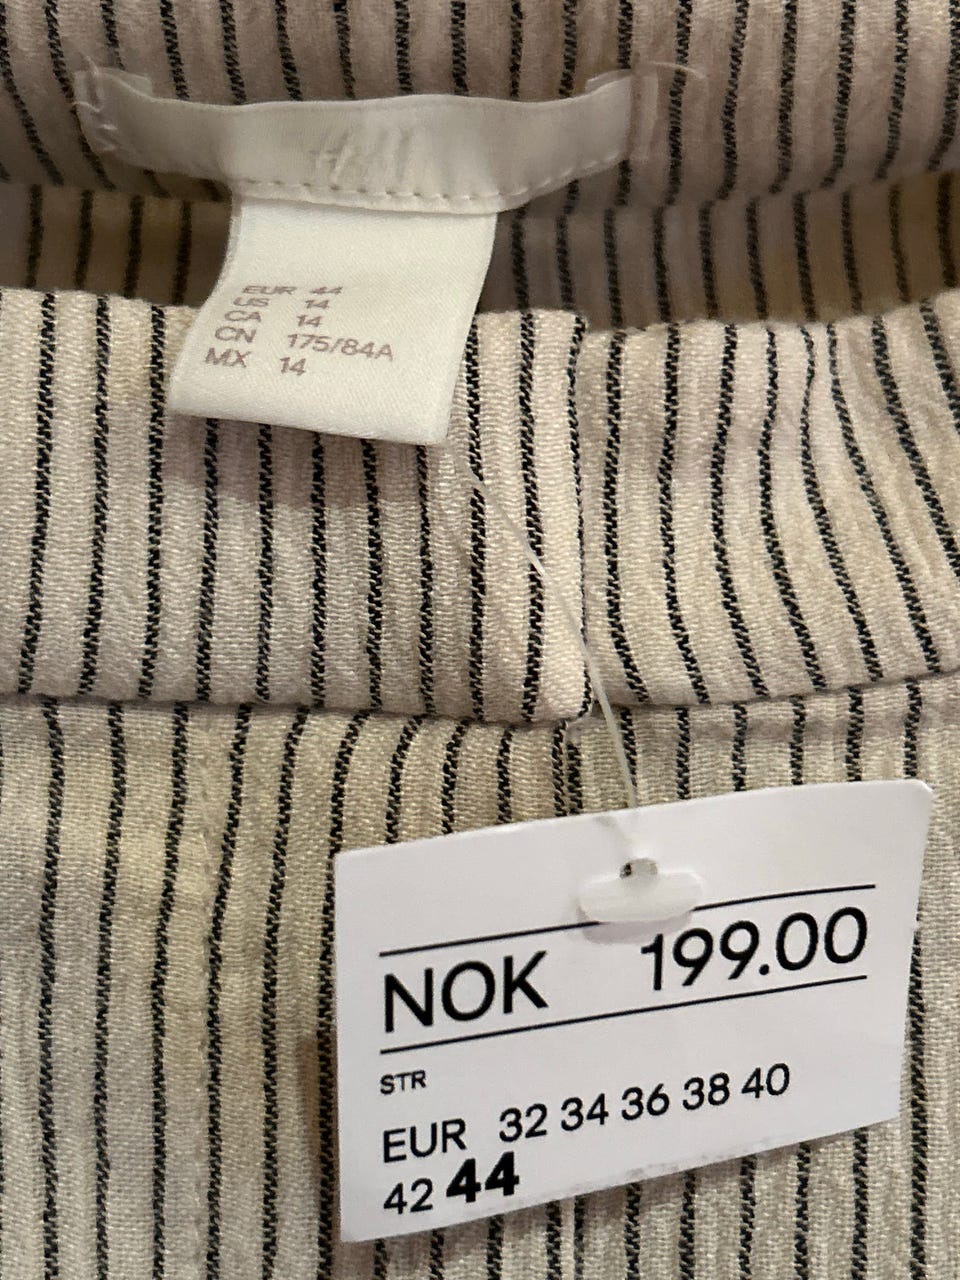 H&M
EUR 44
US 14
CA 14
CN 175/84A
MX 14
NOK 199.00
STR
EUR 32 34 36 38 40
42 44